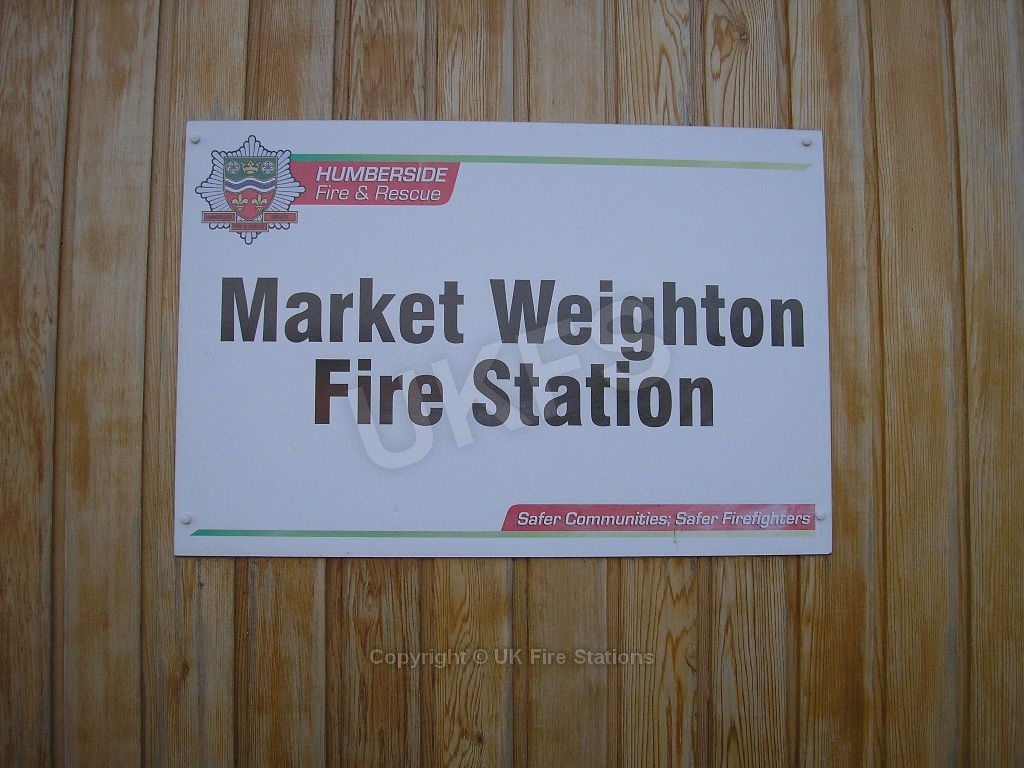 HUMBERSIDE
Fire & Rescue
Market Weighton
Fire Station
UKFS
Safer Communities; Safer Firefighters
Copyright © UK Fire Stations